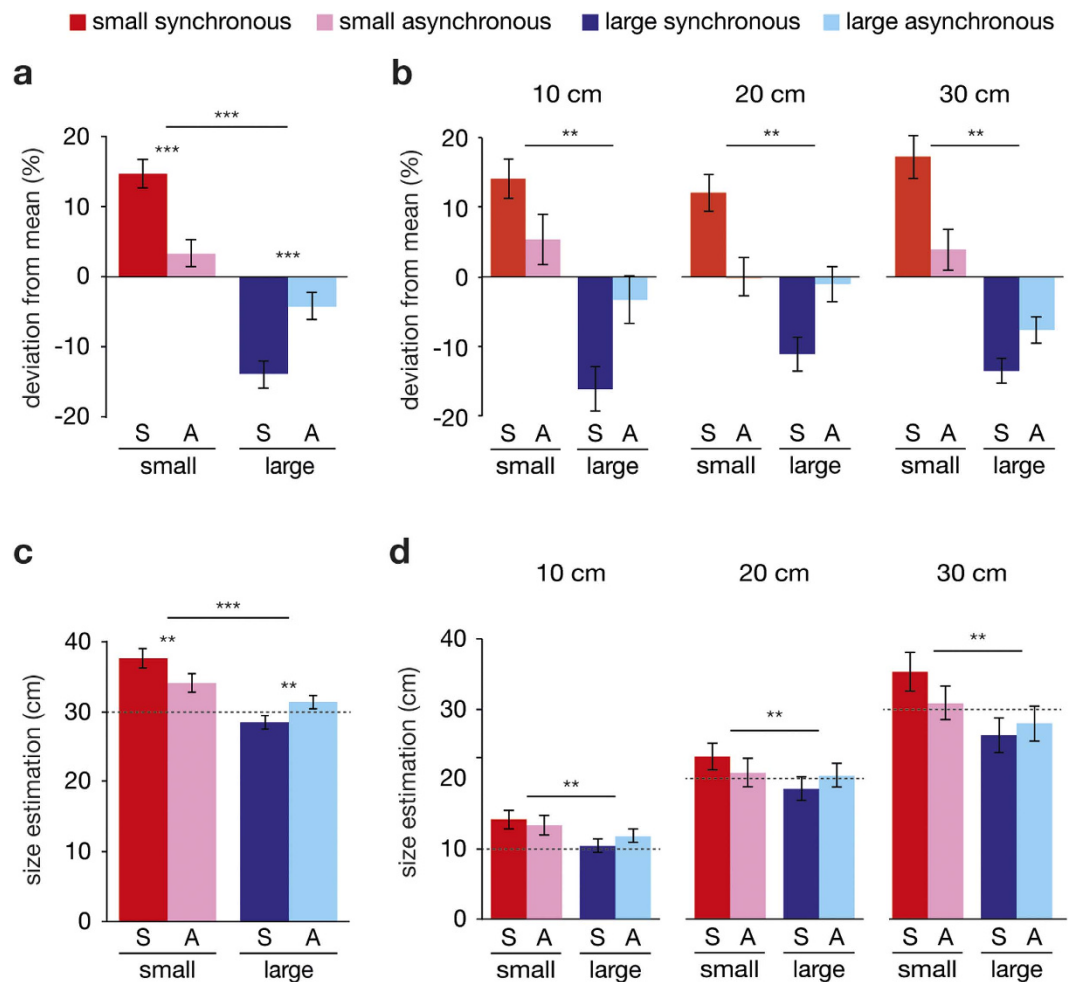 small synchronous small asynchronous large synchronous large asynchronous
a
b
10 cm 20 cm 30 cm
***
***
***
** ** **
deviation from mean (%)
20
10
0
-10
-20
deviation from mean (%)
20
10
0
-10
-20
S A S A
small large
S A S A S A S A S A S A
small large small large small large
c
d
10 cm 20 cm 30 cm
***
**
**
**
**
**
size estimation (cm)
40
30
20
10
0
size estimation (cm)
40
30
20
10
0
S A S A
small large
S A S A S A S A S A S A
small large small large small large